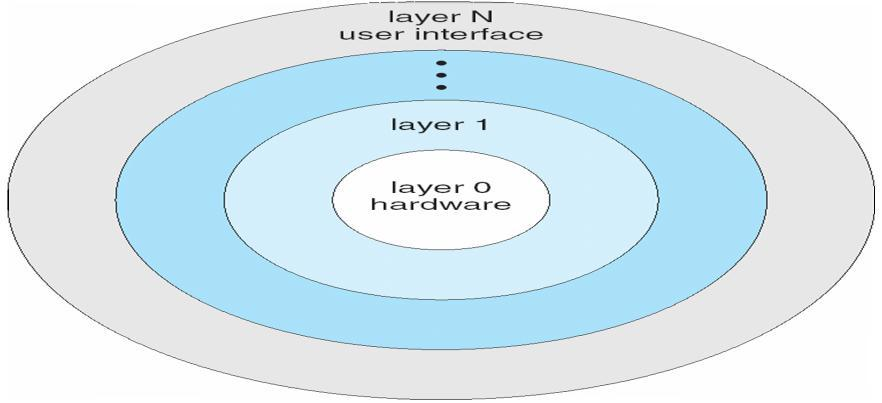 layer N
user interface
layer 1
layer 0
hardware